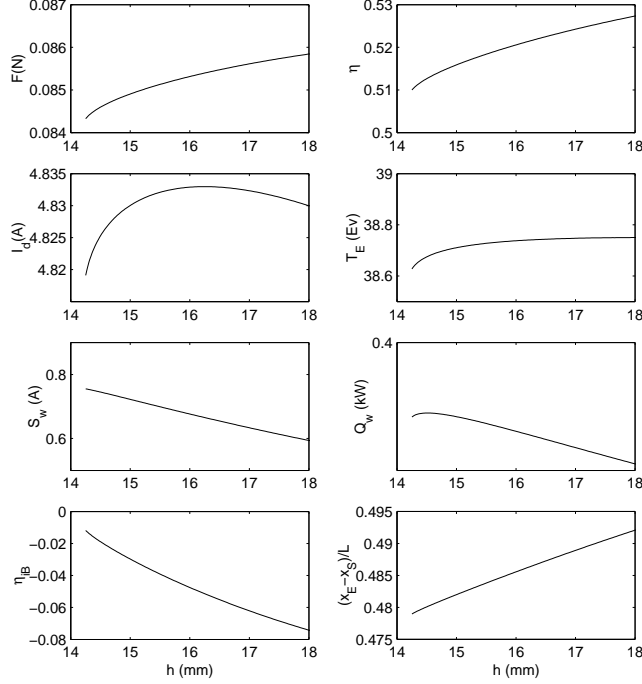 0.087
0.086
0.085
0.084
F(N)
14 15 16 17 18
0.53
0.52
0.51
0.5
η
14 15 16 17 18
4.835
4.83
4.825
4.82
I_d(A)
14 15 16 17 18
39
38.8
38.6
T_E (Ev)
14 15 16 17 18
0.8
0.6
S_w (A)
14 15 16 17 18
0.4
Q_w (kW)
14 15 16 17 18
0
−0.02
−0.04
−0.06
−0.08
η_iB
14 15 16 17 18
h (mm)
0.495
0.49
0.485
0.48
0.475
(x_E−x_S)/L
14 15 16 17 18
h (mm)